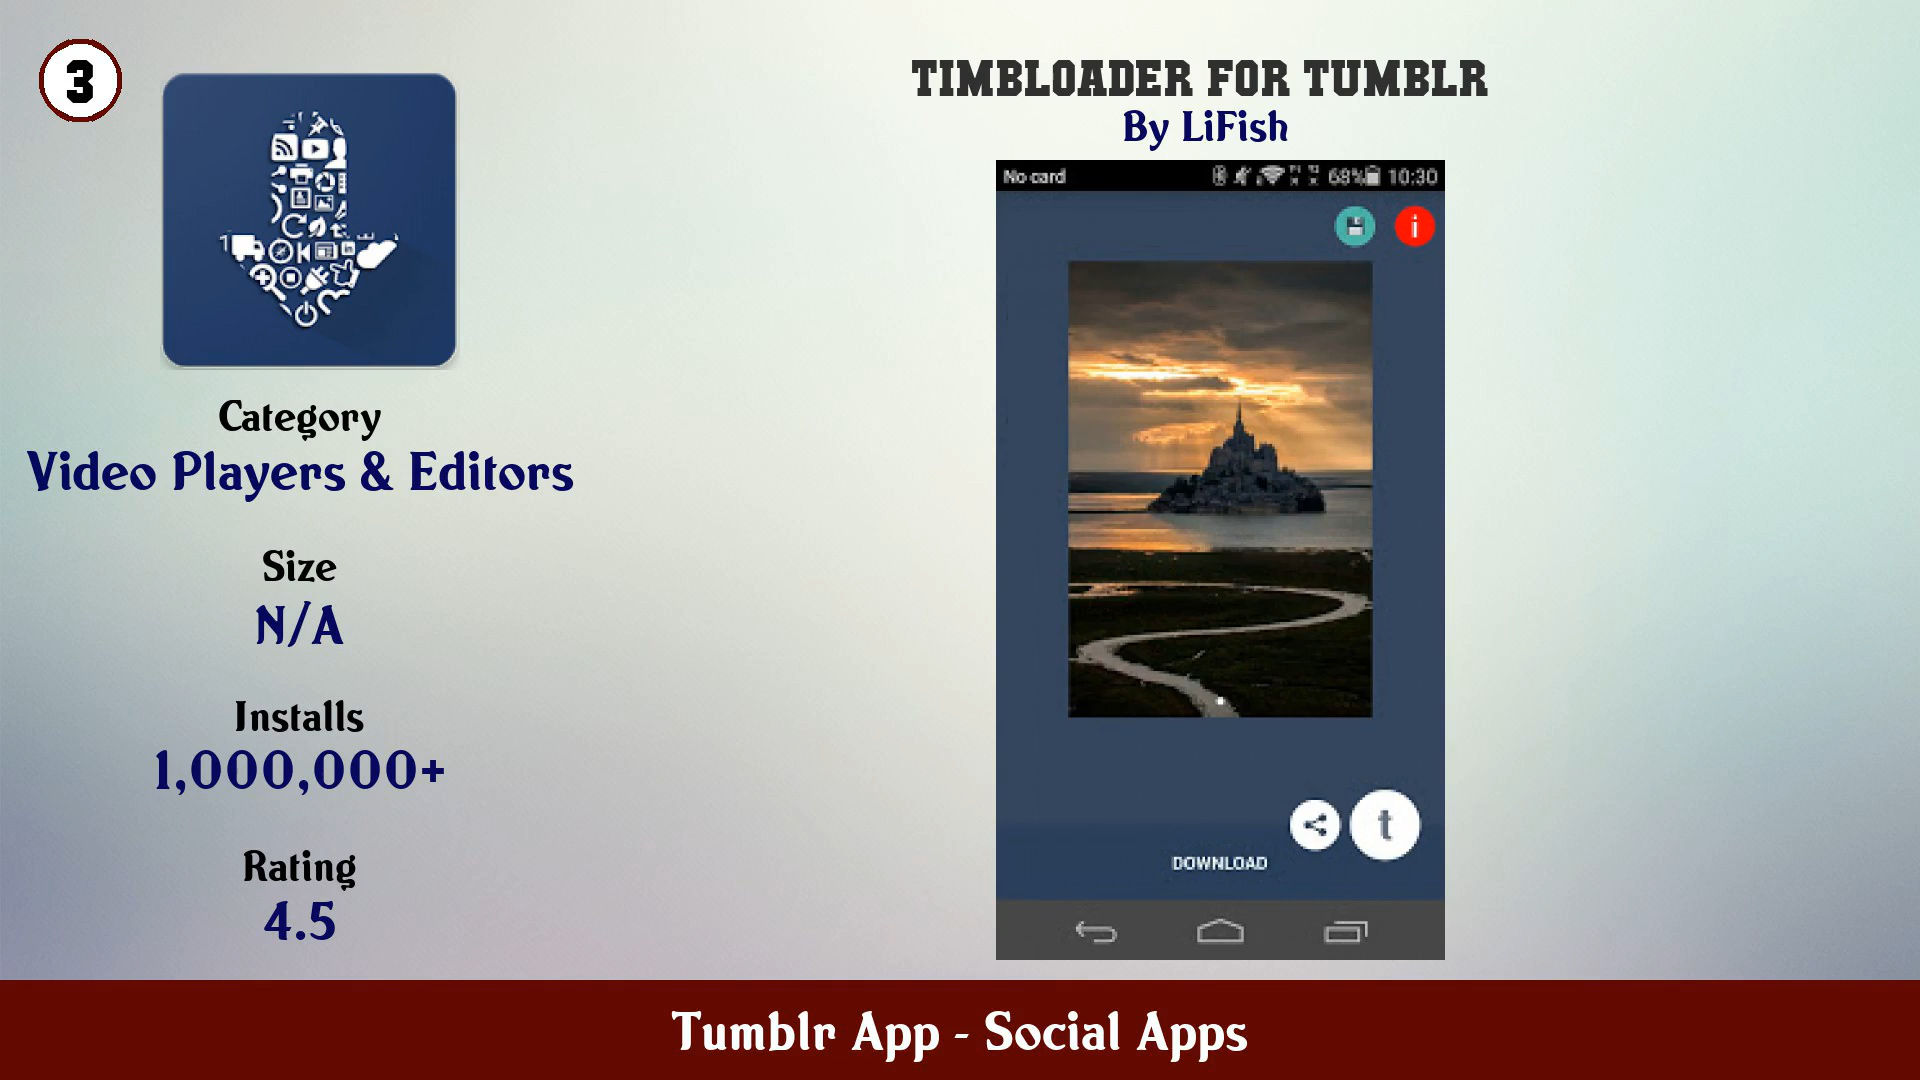 3
TIMBLOADER FOR TUMBLR
By LiFish
Category
Video Players & Editors
Size
N/A
Installs
1,000,000+
Rating
4.5
No card
68% 10:30
i
t
DOWNLOAD
Tumblr App - Social Apps